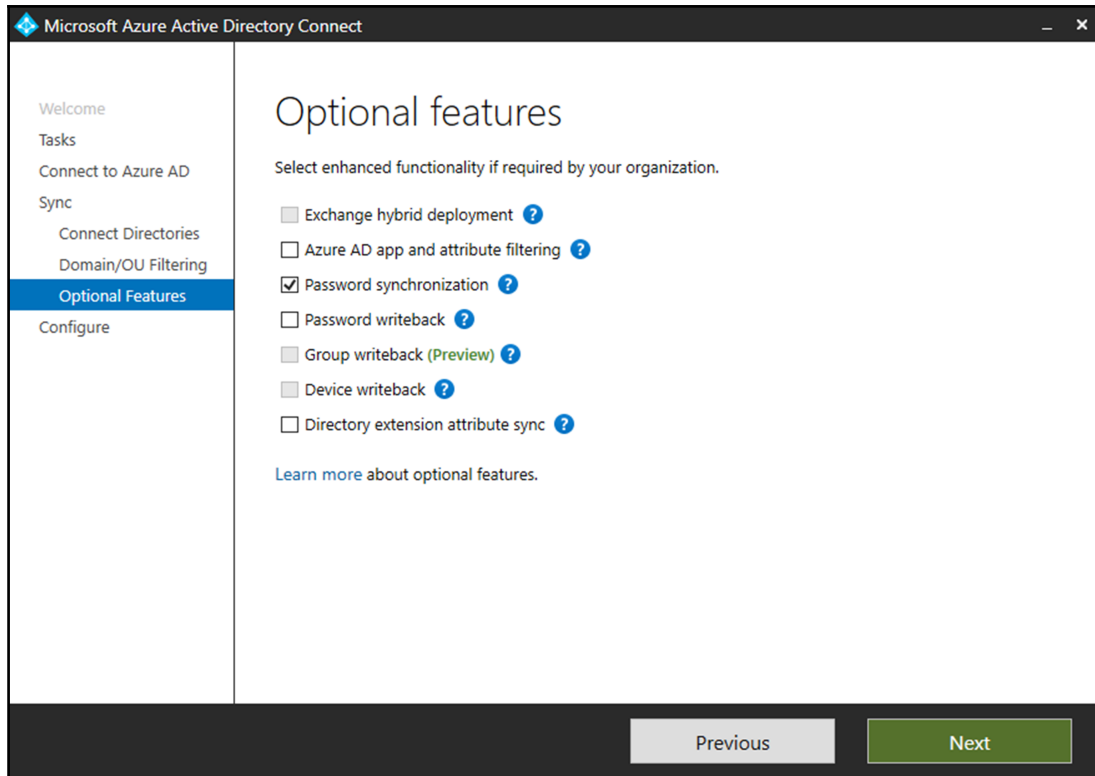 Microsoft Azure Active Directory Connect
Welcome
Tasks
Connect to Azure AD
Sync
Connect Directories
Domain/OU Filtering
Optional Features
Configure
Optional features
Select enhanced functionality if required by your organization.
Exchange hybrid deployment ?
Azure AD app and attribute filtering ?
Password synchronization ?
Password writeback ?
Group writeback (Preview) ?
Device writeback ?
Directory extension attribute sync ?
Learn more about optional features.
Previous
Next